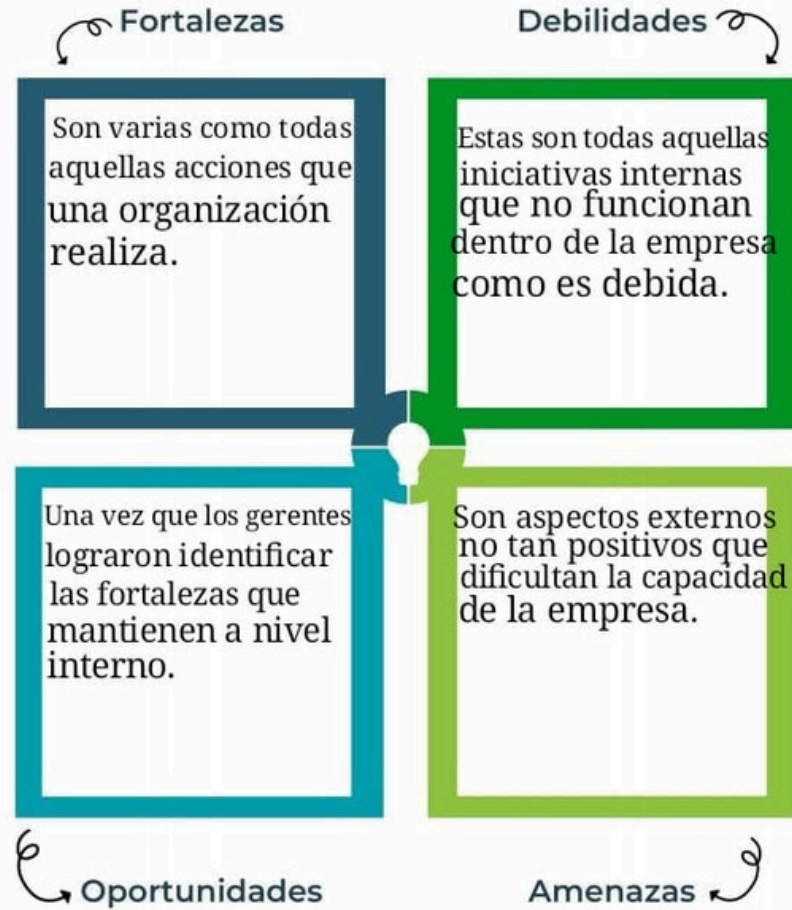 Fortalezas
Son varias como todas
aquellas acciones que
una organización
realiza.
Debilidades
Estas son todas aquellas
iniciativas internas
que no funcionan
dentro de la empresa
como es debida.
Una vez que los gerentes
lograron identificar
las fortalezas que
mantienen a nivel
interno.
Oportunidades
Son aspectos externos
no tan positivos que
dificultan la capacidad
de la empresa.
Amenazas